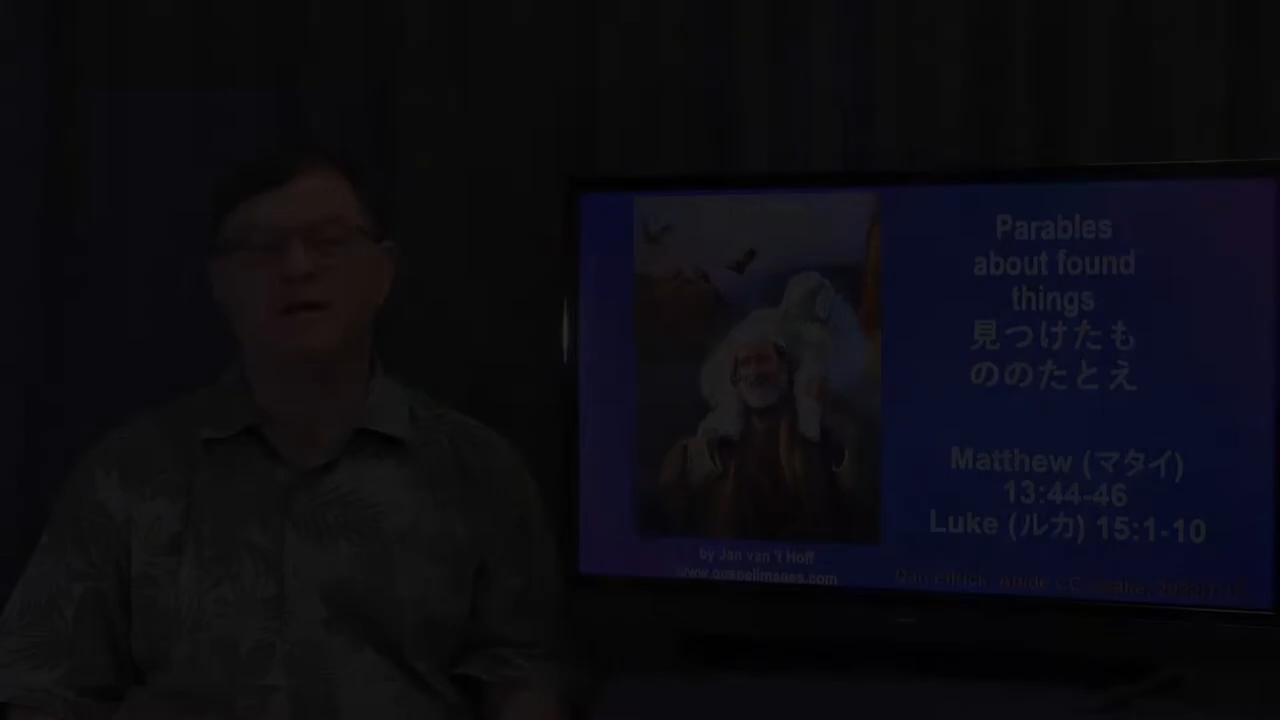 Parables
about found
things
見つけたも
ののたとえ
Matthew (マタイ)
13:44-46
Luke (ルカ) 15:1-10
by Jan van 't Hoff
www.gospelimages.com